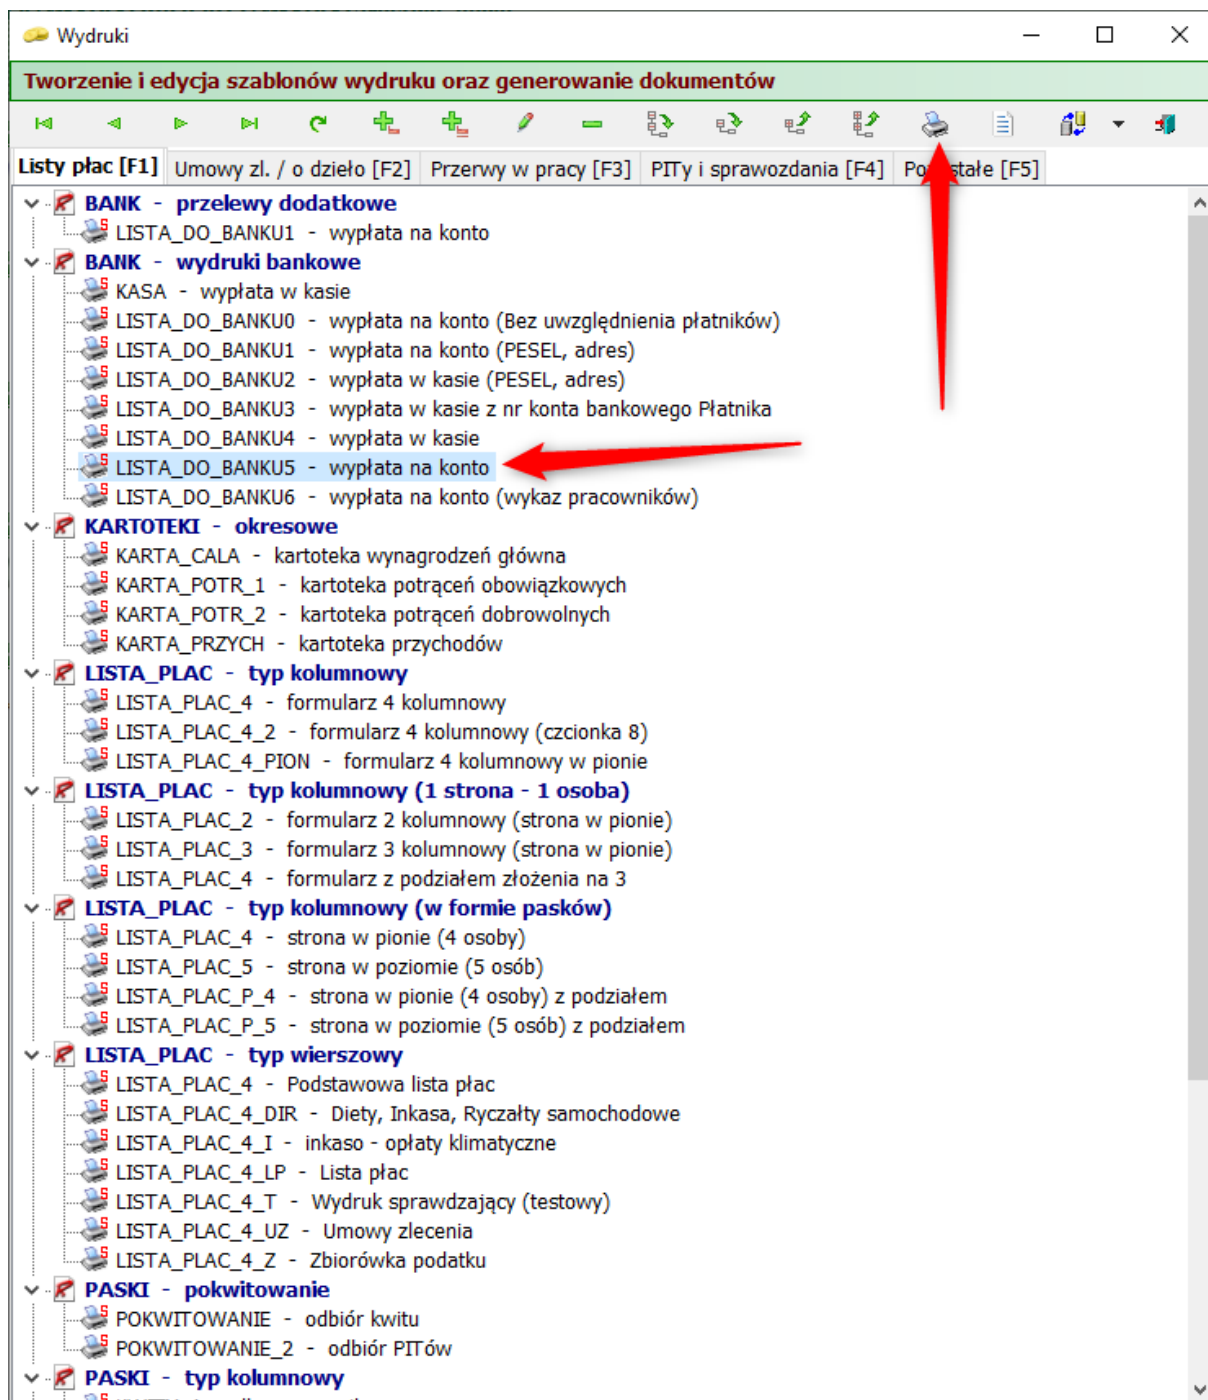 Wydruki
Tworzenie i edycja szablonów wydruku oraz generowanie dokumentów
Listy płac [F1] Umowy zl. / o dzieło [F2] Przerwy w pracy [F3] PITy i sprawozdania [F4] [F5]
BANK - przelewy dodatkowe
LISTA_DO_BANKU1 - wypłata na konto
BANK - wydruki bankowe
KASA - wypłata w kasie
LISTA_DO_BANKU0 - wypłata na konto (Bez uwzględnienia płatników)
LISTA_DO_BANKU1 - wypłata na konto (PESEL, adres)
LISTA_DO_BANKU2 - wypłata w kasie (PESEL, adres)
LISTA_DO_BANKU3 - wypłata w kasie z nr konta bankowego Płatnika
LISTA_DO_BANKU4 - wypłata w kasie
LISTA_DO_BANKU5 - wypłata na konto
LISTA_DO_BANKU6 - wypłata na konto (wykaz pracowników)
KARTOTEKI - okresowe
KARTA_CALA - kartoteka wynagrodzeń główna
KARTA_POTR_1 - kartoteka potrąceń obowiązkowych
KARTA_POTR_2 - kartoteka potrąceń dobrowolnych
KARTA_PRZYCH - kartoteka przychodów
LISTA_PLAC - typ kolumnowy
LISTA_PLAC_4 - formularz 4 kolumnowy
LISTA_PLAC_4_2 - formularz 4 kolumnowy (czcionka 8)
LISTA_PLAC_4_PION - formularz 4 kolumnowy w pionie
LISTA_PLAC - typ kolumnowy (1 strona - 1 osoba)
LISTA_PLAC_2 - formularz 2 kolumnowy (strona w pionie)
LISTA_PLAC_3 - formularz 3 kolumnowy (strona w pionie)
LISTA_PLAC_4 - formularz z podziałem złożenia na 3
LISTA_PLAC - typ kolumnowy (w formie pasków)
LISTA_PLAC_4 - strona w pionie (4 osoby)
LISTA_PLAC_5 - strona w poziomie (5 osób)
LISTA_PLAC_P_4 - strona w pionie (4 osoby) z podziałem
LISTA_PLAC_P_5 - strona w poziomie (5 osób) z podziałem
LISTA_PLAC - typ wierszowy
LISTA_PLAC_4 - Podstawowa lista płac
LISTA_PLAC_4_DIR - Diety, Inkasa, Ryczałty samochodowe
LISTA_PLAC_4_I - inkaso - opłaty klimatyczne
LISTA_PLAC_4_LP - Lista płac
LISTA_PLAC_4_T - Wydruk sprawdzający (testowy)
LISTA_PLAC_4_UZ - Umowy zlecenia
LISTA_PLAC_4_Z - Zbiorówka podatku
PASKI - pokwitowanie
POKWITOWANIE - odbiór kwitu
POKWITOWANIE_2 - odbiór PITów
PASKI - typ kolumnowy